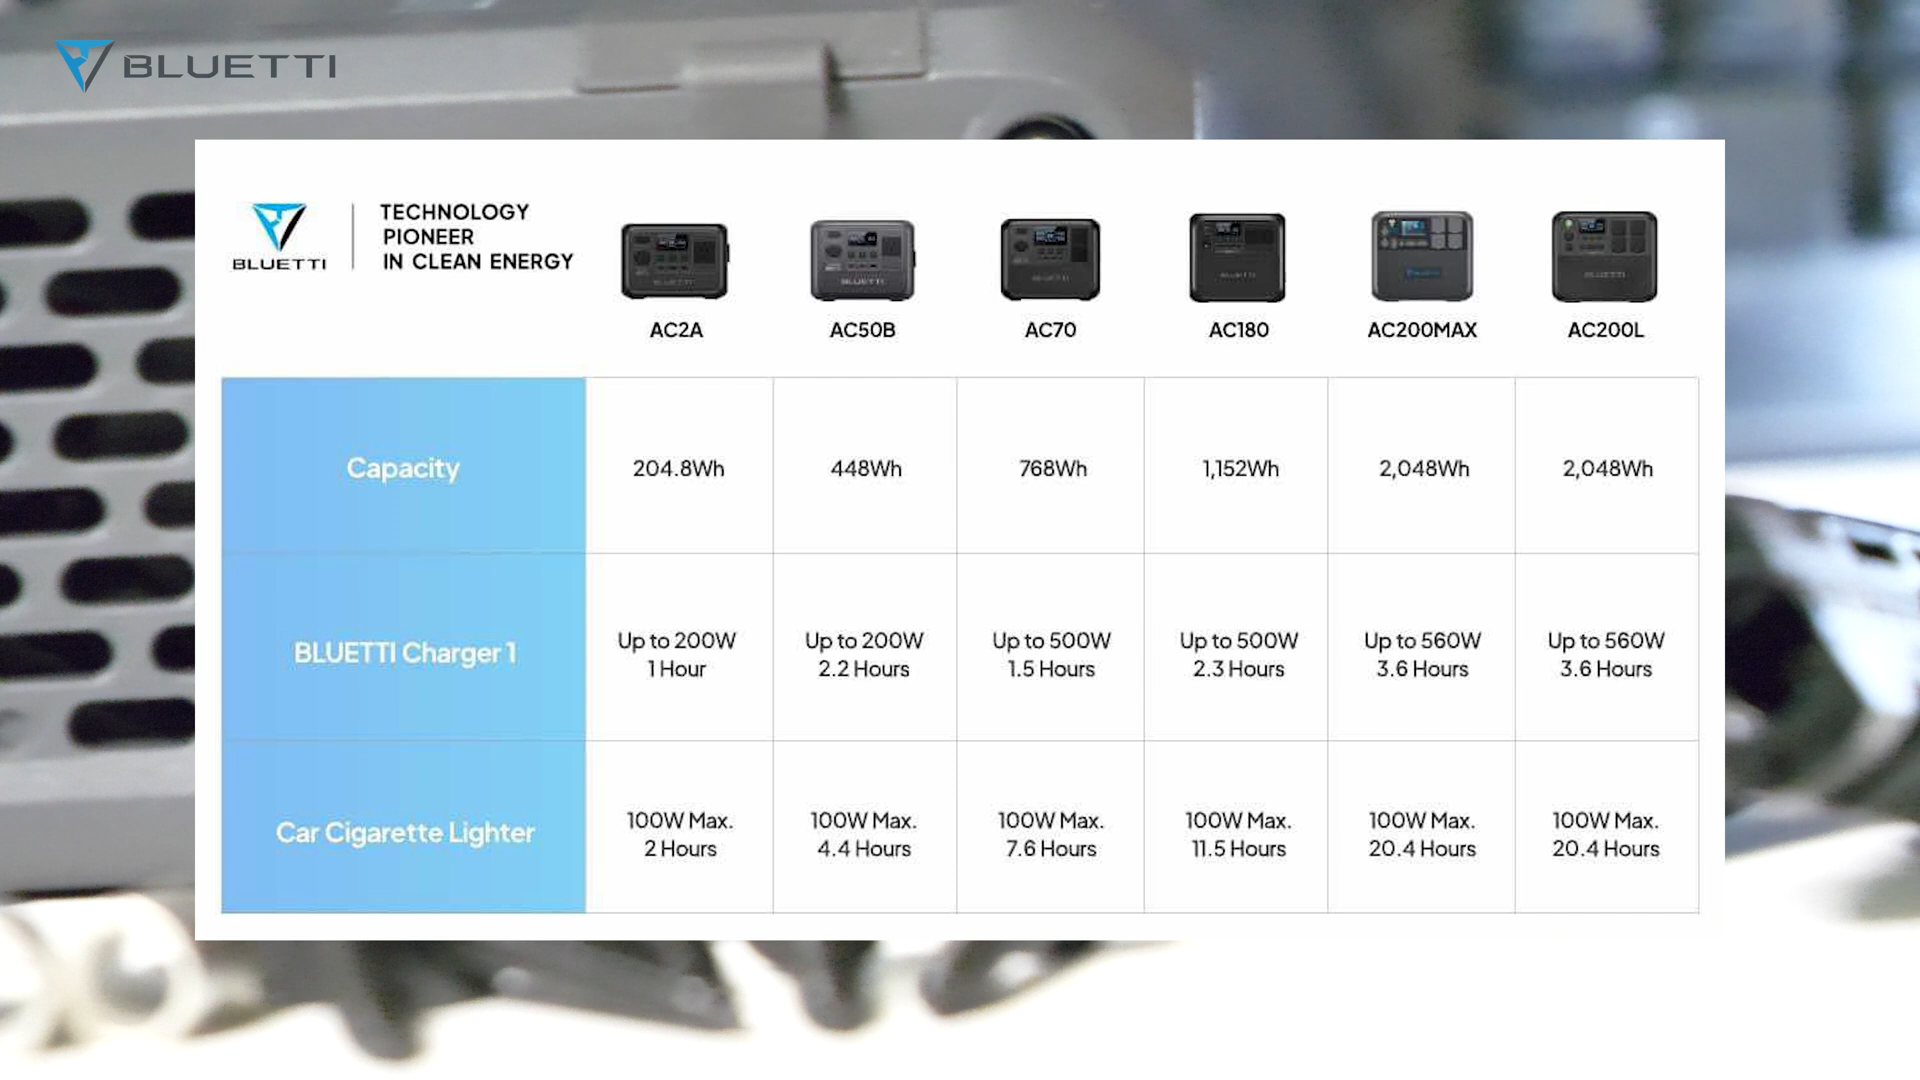 BLUETTI
BLUETTI
TECHNOLOGY
PIONEER
IN CLEAN ENERGY
AC2A
AC50B
AC70
AC180
AC200MAX
AC200L
Capacity
204.8Wh
448Wh
768Wh
1,152Wh
2,048Wh
2,048Wh
BLUETTI Charger 1
Up to 200W
1 Hour
Up to 200W
2.2 Hours
Up to 500W
1.5 Hours
Up to 500W
2.3 Hours
Up to 560W
3.6 Hours
Up to 560W
3.6 Hours
Car Cigarette Lighter
100W Max.
2 Hours
100W Max.
4.4 Hours
100W Max.
7.6 Hours
100W Max.
11.5 Hours
100W Max.
20.4 Hours
100W Max.
20.4 Hours